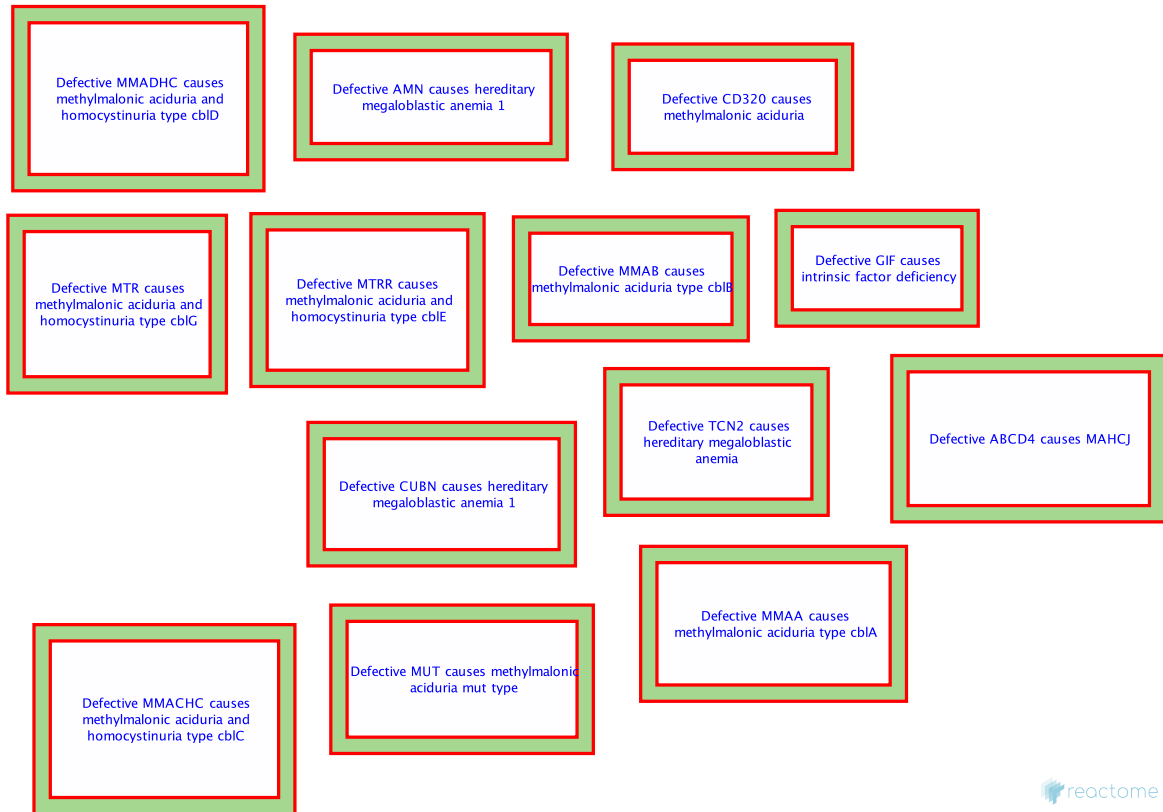 Defective MMADHC causes
methylmalonic aciduria and
homocystinuria type cblD
Defective AMN causes hereditary
megaloblastic anemia 1
Defective CD320 causes
methylmalonic aciduria
Defective MTR causes
methylmalonic aciduria and
homocystinuria type cblG
Defective MTRR causes
methylmalonic aciduria and
homocystinuria type cblE
Defective MMAB causes
methylmalonic aciduria type cblB
Defective GIF causes
intrinsic factor deficiency
Defective TCN2 causes
hereditary megaloblastic
anemia
Defective ABCD4 causes MAHCJ
Defective CUBN causes hereditary
megaloblastic anemia 1
Defective MMAA causes
methylmalonic aciduria type cblA
Defective MUT causes methylmalonic
aciduria mut type
Defective MMACHC causes
methylmalonic aciduria and
homocystinuria type cblC
reactome